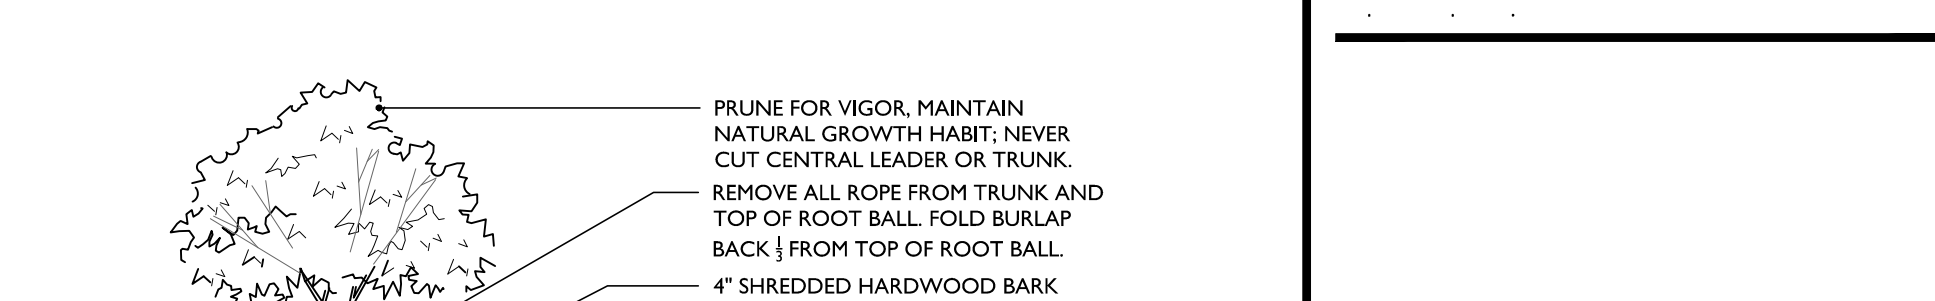 PRUNE FOR VIGOR, MAINTAIN
NATURAL GROWTH HABIT; NEVER
CUT CENTRAL LEADER OR TRUNK.
REMOVE ALL ROPE FROM TRUNK AND
TOP OF ROOT BALL. FOLD BURLAP
BACK ⅓ FROM TOP OF ROOT BALL.
4" SHREDDED HARDWOOD BARK